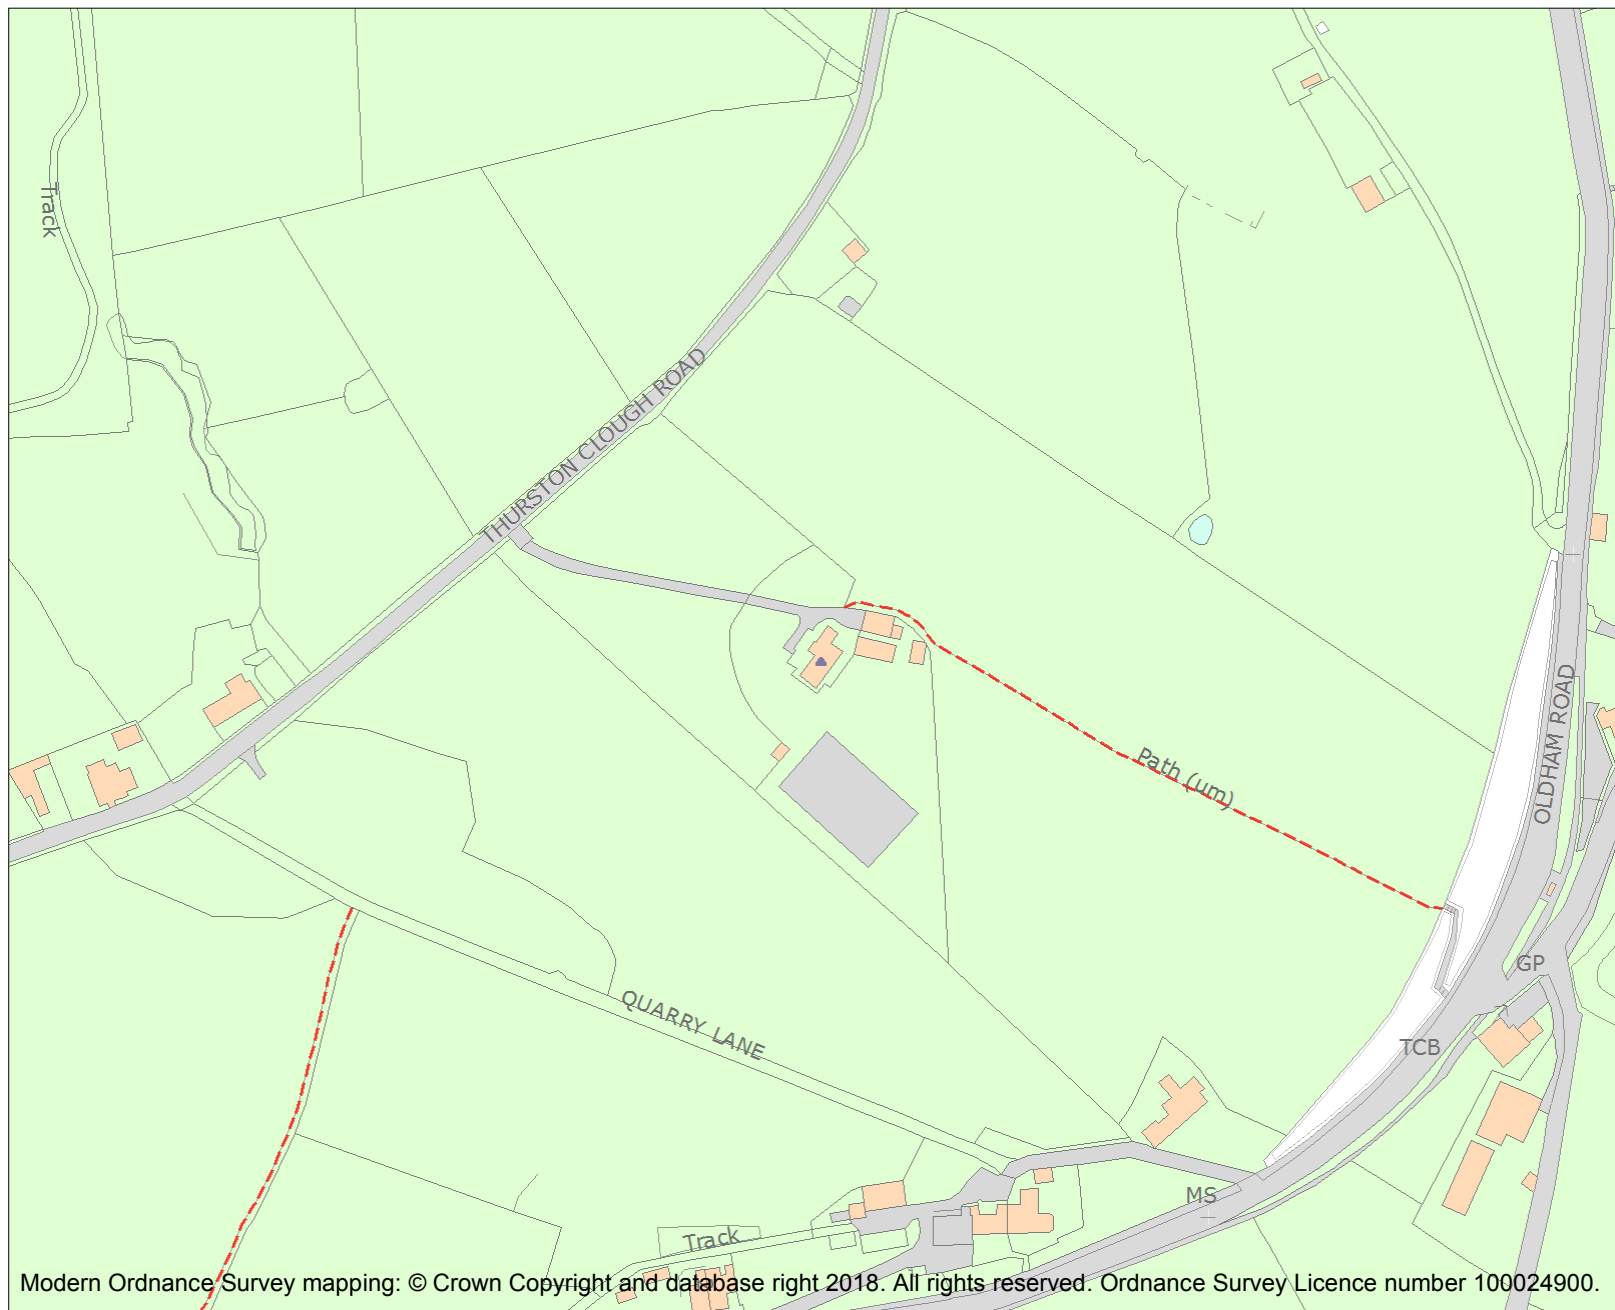 Track
THURSTON CLOUGH ROAD
OLDHAM ROAD
Path (um)
GP
QUARRY LANE
TCB
MS
Track
Modern Ordnance Survey mapping: © Crown Copyright and database right 2018. All rights reserved. Ordnance Survey Licence number 100024900.